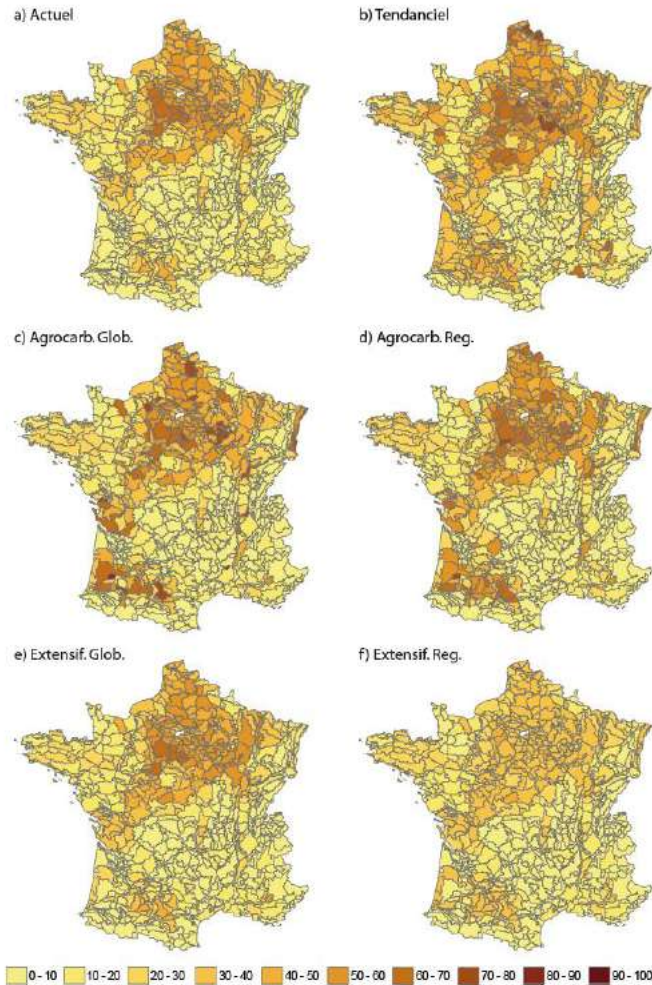 a) Actuel
b) Tendanciel
c) Agrocarb. Glob.
d) Agrocarb. Reg.
e) Extensif. Glob.
f) Extensif. Reg.
0 - 10 10 - 20 20 - 30 30 - 40 40 - 50 50 - 60 60 - 70 70 - 80 80 - 90 90 - 100